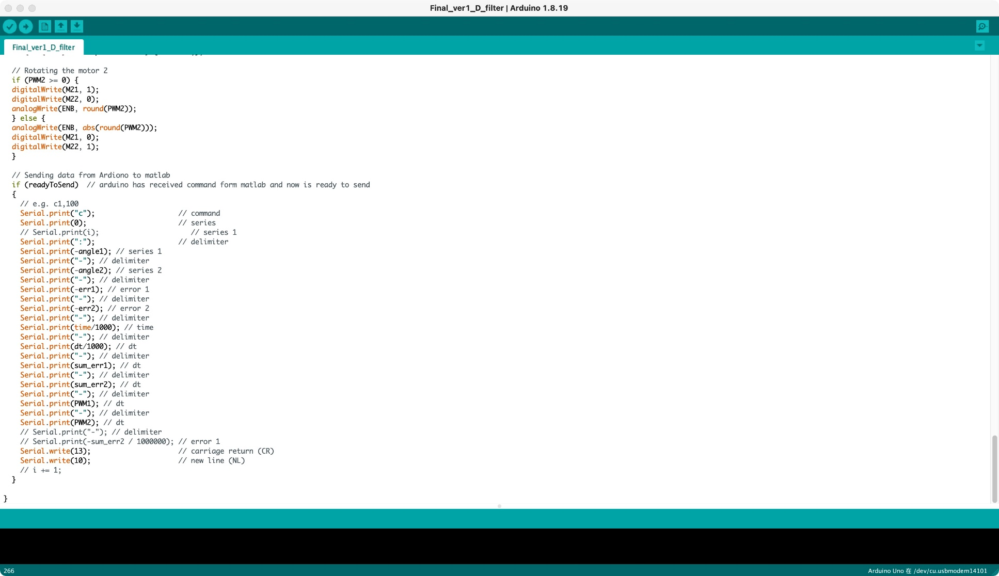 Final_ver1_D_filter | Arduino 1.8.19
Final_ver1_D_filter
// Rotating the motor 2
if (PWM2 >= 0) {
digitalWrite(M21, 1);
digitalWrite(M22, 0);
analogWrite(ENB, round(PWM2));
} else {
analogWrite(ENB, abs(round(PWM2)));
digitalWrite(M21, 0);
digitalWrite(M22, 1);
}
// Sending data from Ardiono to matlab
if (readyToSend)  // arduino has received command form matlab and now is ready to send
{
// e.g. c1,100
Serial.print("c"); // command
Serial.print(0); // series
// Serial.print(i); // series 1
Serial.print(":"); // delimiter
Serial.print(-angle1); // series 1
Serial.print("-"); // delimiter
Serial.print(-angle2); // series 2
Serial.print("-"); // delimiter
Serial.print(-err1); // error 1
Serial.print("-"); // delimiter
Serial.print(-err2); // error 2
Serial.print("-"); // delimiter
Serial.print(time/1000); // time
Serial.print("-"); // delimiter
Serial.print(dt/1000); // dt
Serial.print("-"); // delimiter
Serial.print(sum_err1); // dt
Serial.print("-"); // delimiter
Serial.print(sum_err2); // dt
Serial.print("-"); // delimiter
Serial.print(PWM1); // dt
Serial.print("-"); // delimiter
Serial.print(PWM2); // dt
// Serial.print("-"); // delimiter
// Serial.print(-sum_err2 / 1000000); // error 1
Serial.write(13); // carriage return (CR)
Serial.write(10); // new line (NL)
// i += 1;
}
}
266
Arduino Uno 在 /dev/cu.usbmodem14101